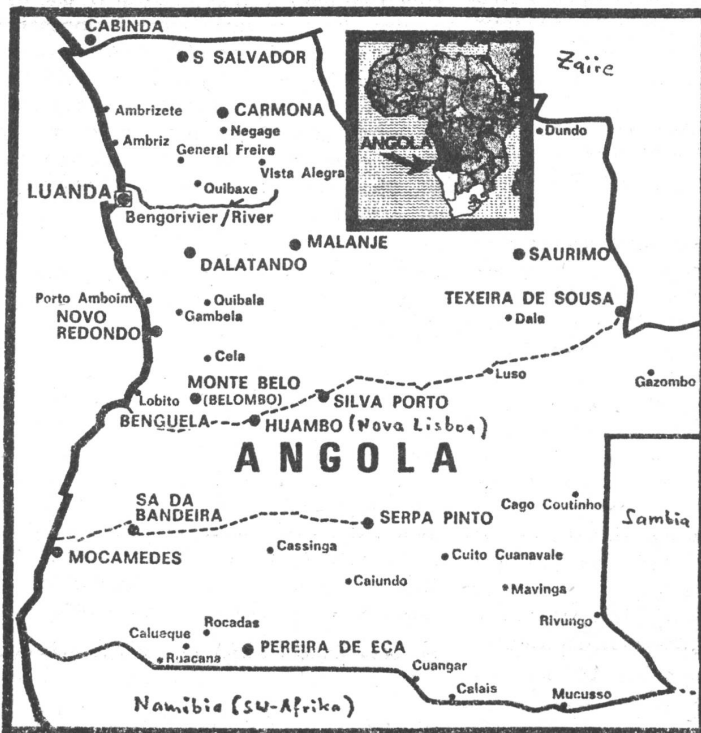 CABINDA
S SALVADOR
Zaïre
Ambrizete
CARMONA
Negage
Dundo
Ambriz
General Freire
ANGOLA
Vista Alegra
Quibaxe
LUANDA
Bengorivier/River
MALANJE
DALATANDO
SAURIMO
Porto Amboim
Quibala
TEXEIRA DE SOUSA
NOVO
REDONDO
Gambela
Dala
Cela
Luso
Gazombo
MONTE BELO
(BELOMBO)
Lobito
SILVA PORTO
BENGUELA
HUAMBO (Nova Lisboa)
ANGOLA
SA DA
BANDEIRA
Cago Coutinho
SERPA PINTO
Sambia
MOCAMEDES
Cassinga
Cuito Cuanavale
Caiundo
Mavinga
Rivungo
Rocadas
Calueque
PEREIRA DE ECA
Ruacana
Cuangar
Calais
Mucusso
Namibia (SW-Afrika)